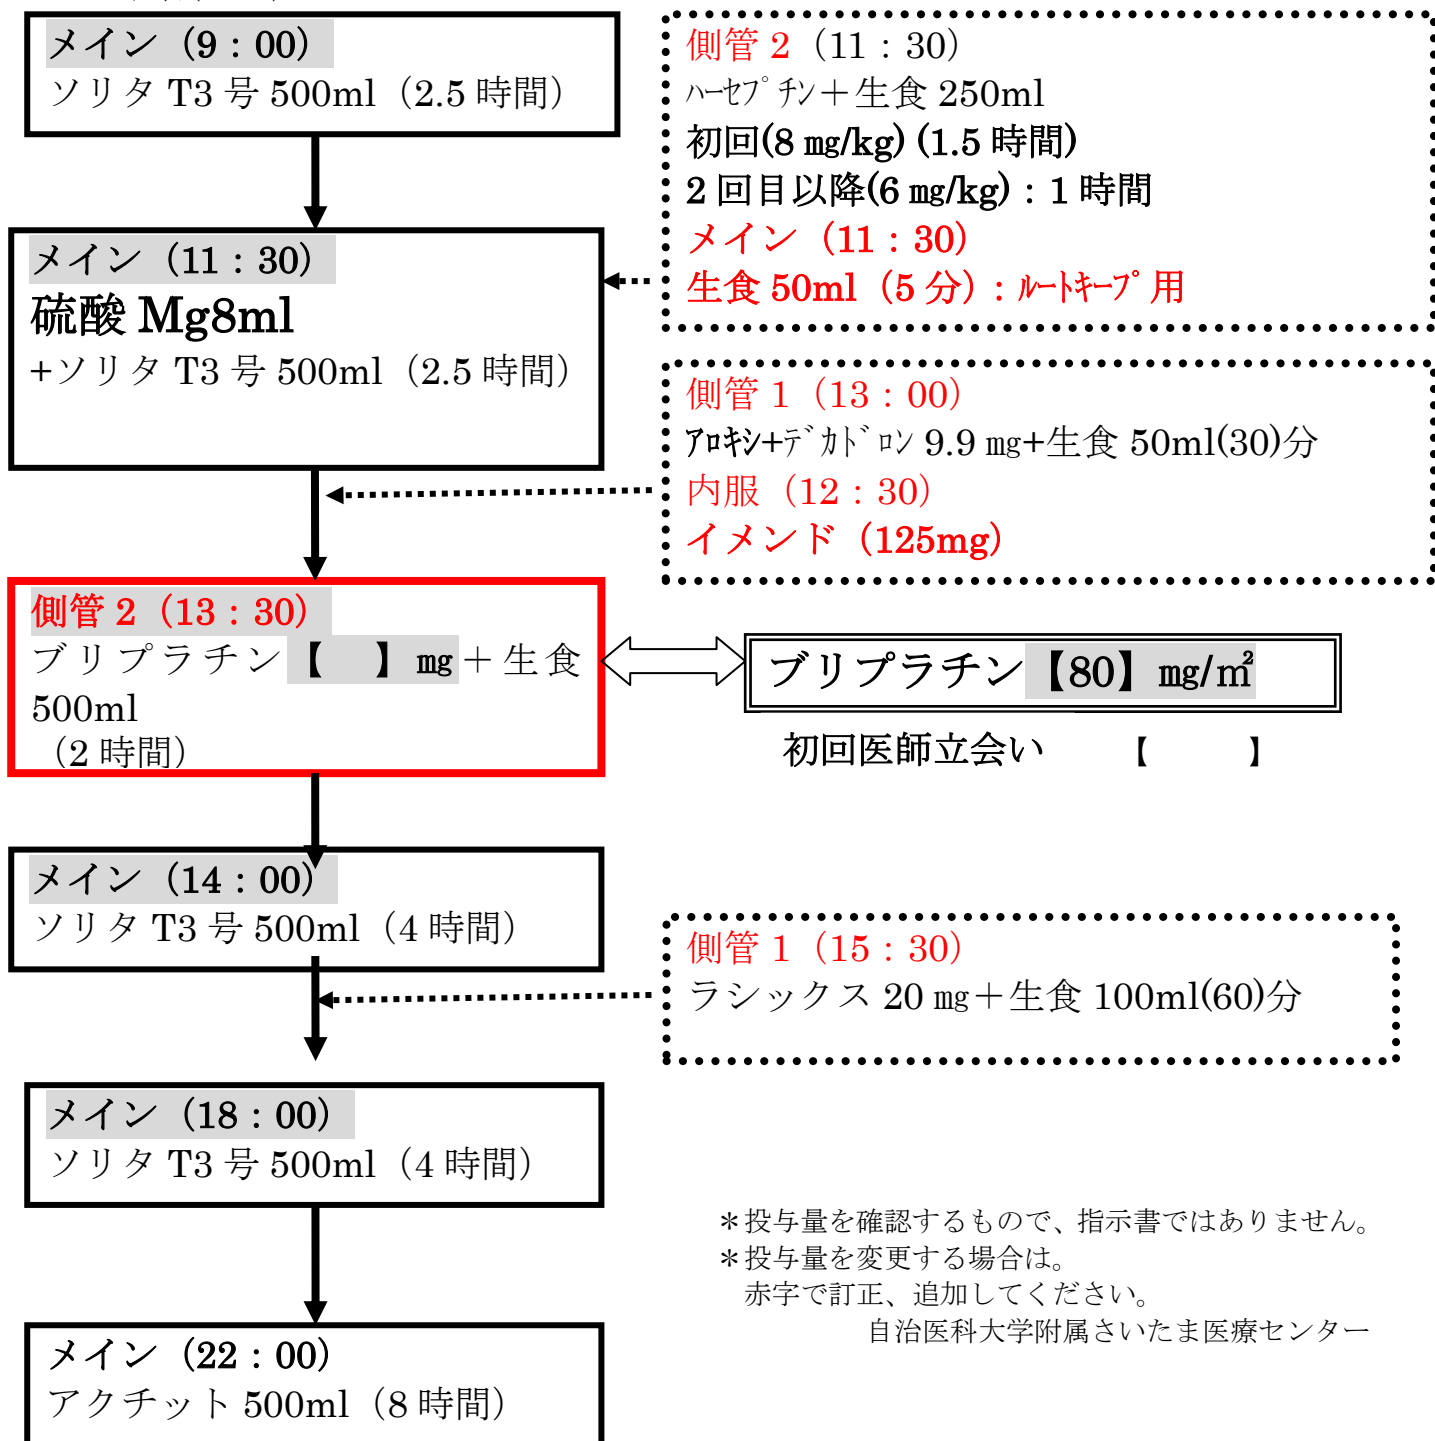 メイン（9：00）
ソリタ T3 号 500ml（2.5 時間）
側管 2（11：30）
ﾊｰｾﾌﾟﾁﾝ＋生食 250ml
初回(8 ㎎/kg) (1.5 時間)
2 回目以降(6 ㎎/kg)：1 時間
メイン（11：30）
生食 50ml（5 分）：ﾙｰﾄｷｰﾌﾟ用
メイン（11：30）
硫酸 Mg8ml
+ソリタ T3 号 500ml（2.5 時間）
側管 1（13：00）
ｱﾛｷｼ+ﾃﾞｶﾄﾞﾛﾝ 9.9 ㎎+生食 50ml(30)分
内服（12：30）
イメンド（125mg）
側管 2（13：30）
ブリプラチン【　　】㎎＋生食
500ml
（2 時間）
ブリプラチン【80】㎎/㎡
初回医師立会い　　【　　　】
メイン（14：00）
ソリタ T3 号 500ml（4 時間）
側管 1（15：30）
ラシックス 20 ㎎＋生食 100ml(60)分
メイン（18：00）
ソリタ T3 号 500ml（4 時間）
＊投与量を確認するもので、指示書ではありません。
＊投与量を変更する場合は。
赤字で訂正、追加してください。
自治医科大学附属さいたま医療センター
メイン（22：00）
アクチット 500ml（8 時間）